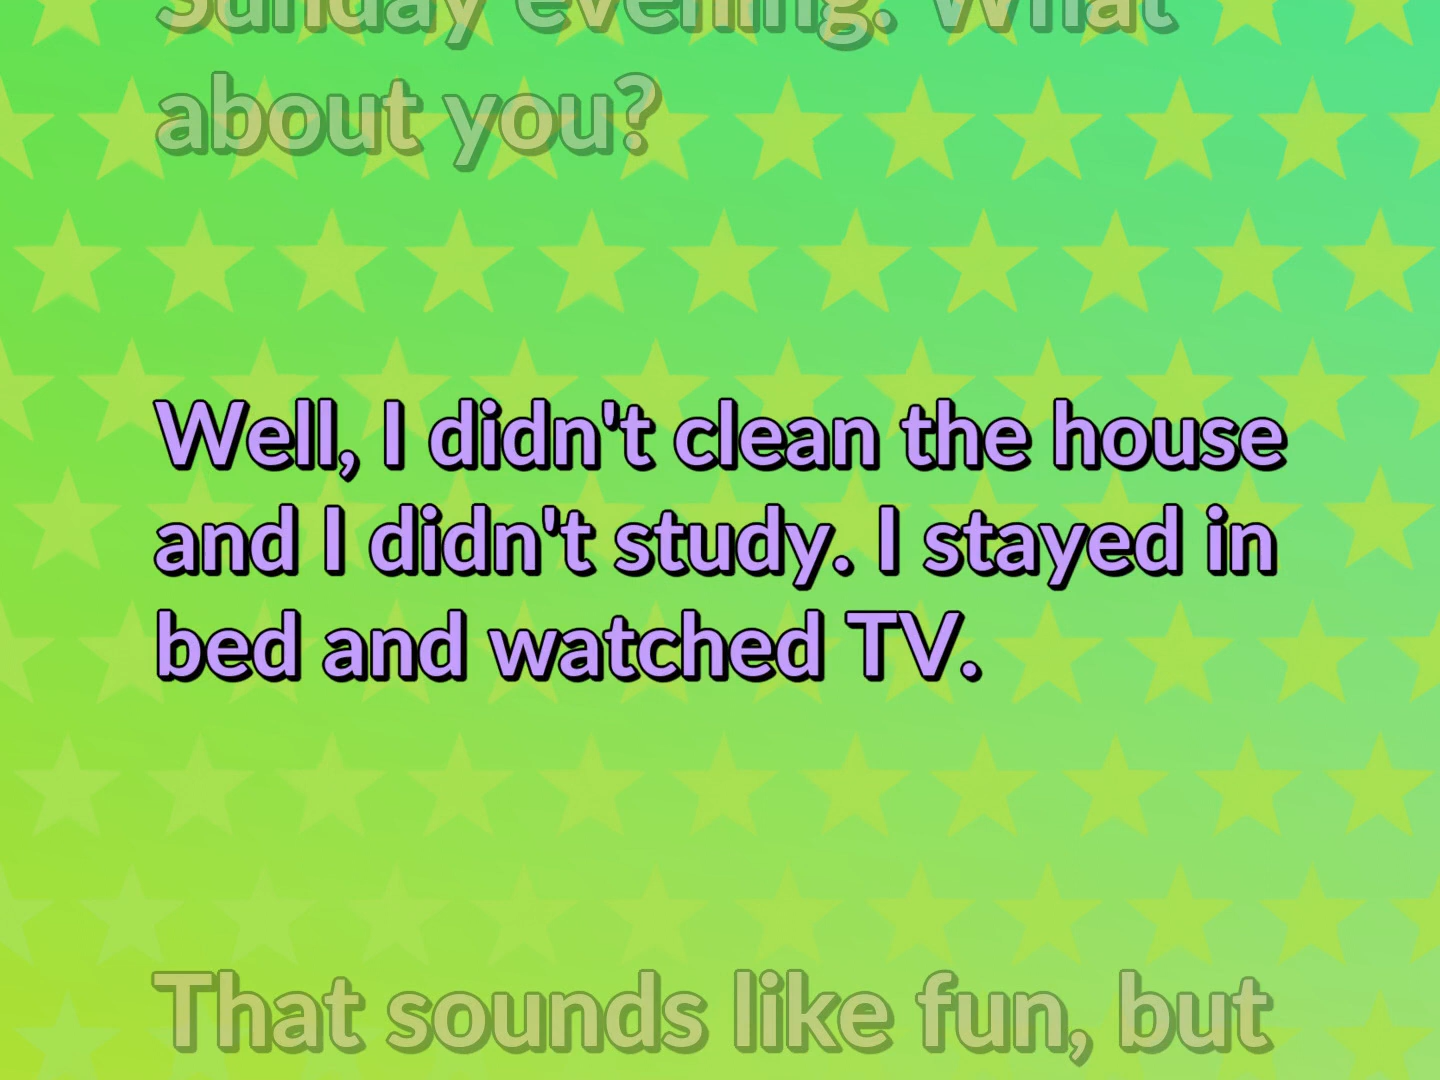 Sunday evening. What
about you?
Well, I didn't clean the house
and I didn't study. I stayed in
bed and watched TV.
That sounds like fun, but